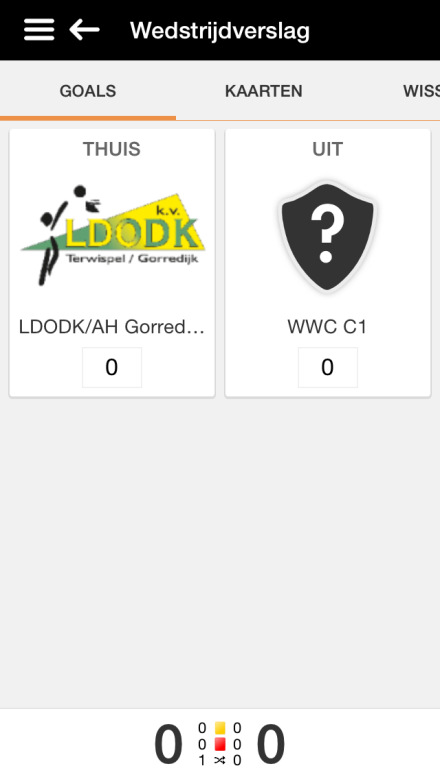 Wedstrijdverslag
GOALS KAARTEN WISS
THUIS
k.v.
LDODK
Terwispel / Gorredijk
LDODK/AH Gorred...
0
UIT
?
WWC C1
0
0 0 0 0
0 0
1 0